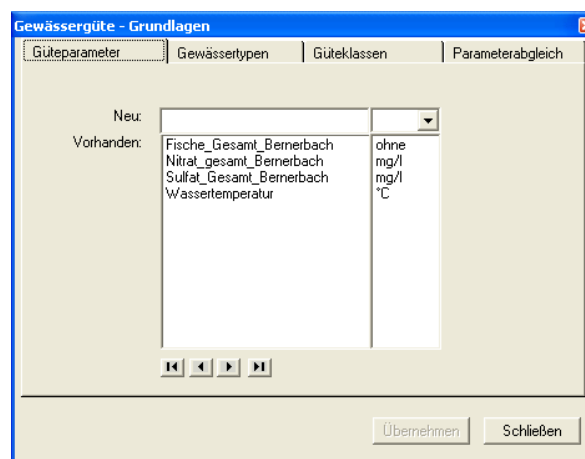 Gewässergüte - Grundlagen
Güteparameter Gewässertypen Güteklassen Parameterabgleich
Neu:
Vorhanden:
Fische_Gesamt_Bernerbach ohne
Nitrat_gesamt_Bernerbach mg/l
Sulfat_Gesamt_Bernerbach mg/l
Wassertemperatur °C
Übernehmen Schließen